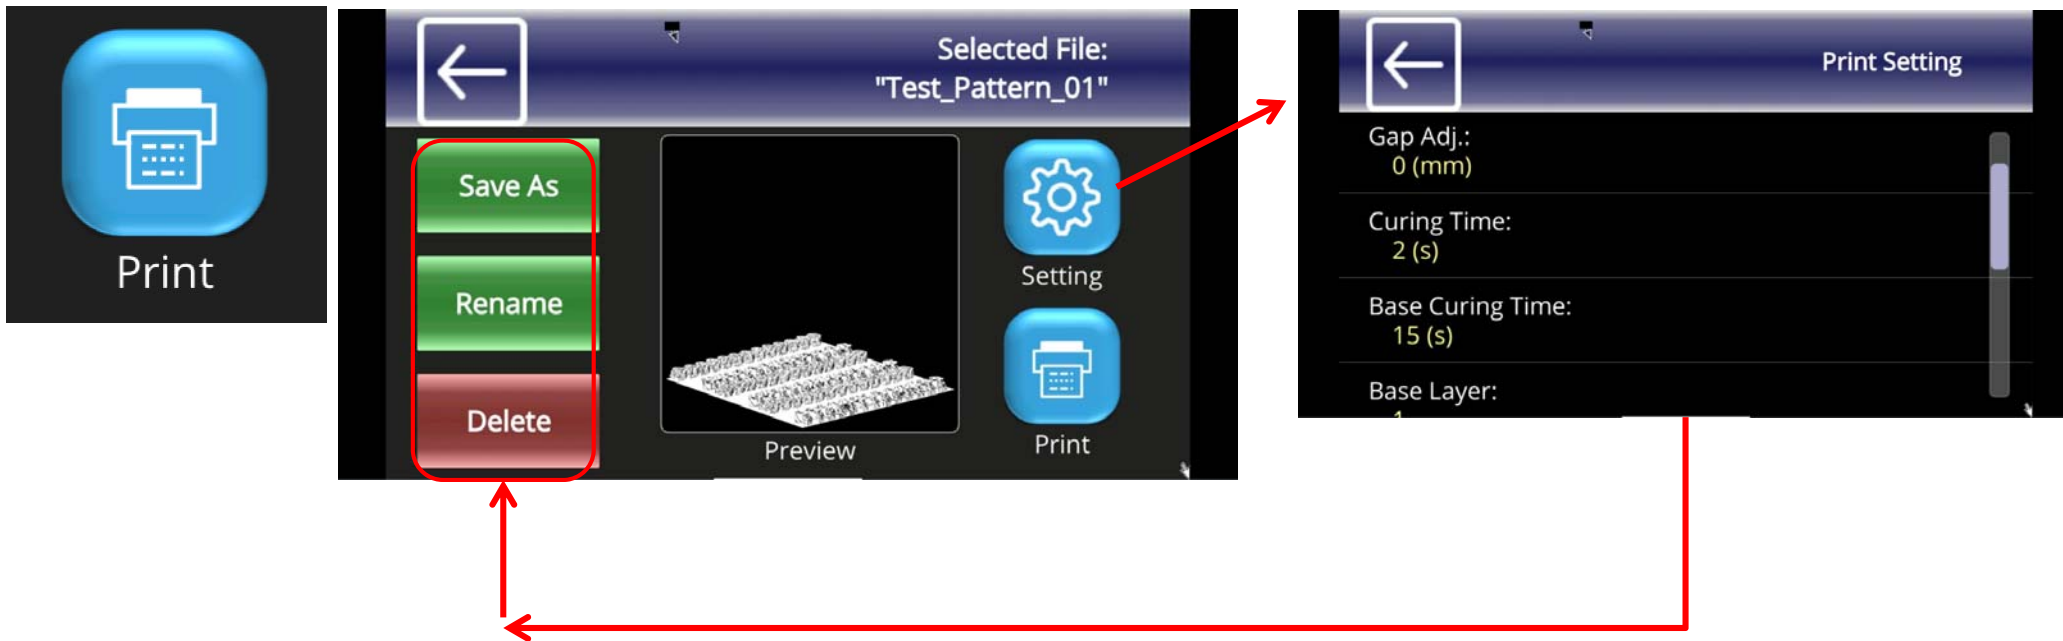 Print
Selected File:
"Test_Pattern_01"
Save As
Rename
Delete
Preview
Setting
Print
Print Setting
Gap Adj.:
0 (mm)
Curing Time:
2 (s)
Base Curing Time:
15 (s)
Base Layer: